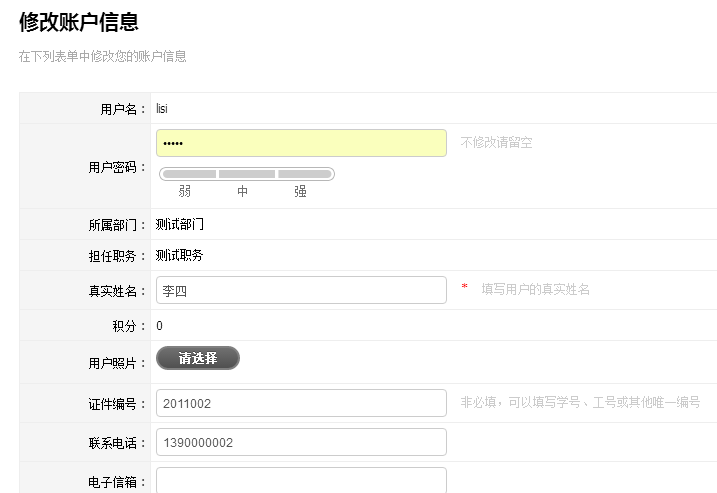 修改账户信息
在下列表单中修改您的账户信息
用户名： lisi
用户密码： ••••• 不修改请留空
弱 中 强
所属部门： 测试部门
担任职务： 测试职务
真实姓名： 李四 * 填写用户的真实姓名
积分： 0
用户照片： 请选择
证件编号： 2011002 非必填，可以填写学号、工号或其他唯一编号
联系电话： 1390000002
电子信箱：